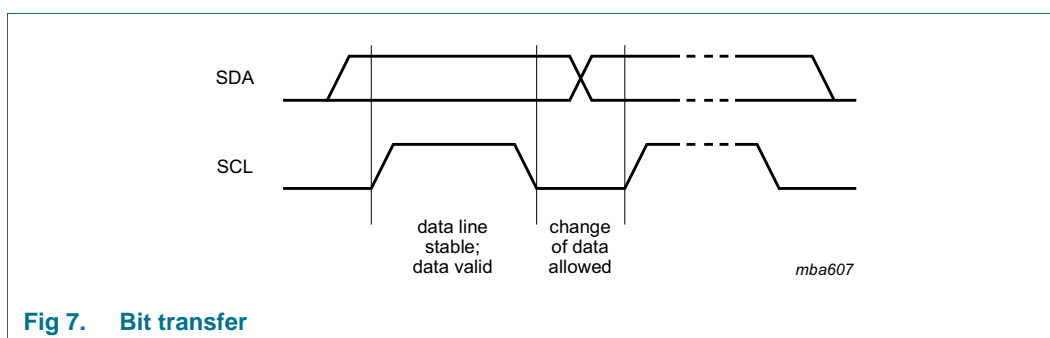 SDA
SCL
data line
stable;
data valid
change
of data
allowed
mba607
Fig 7. Bit transfer